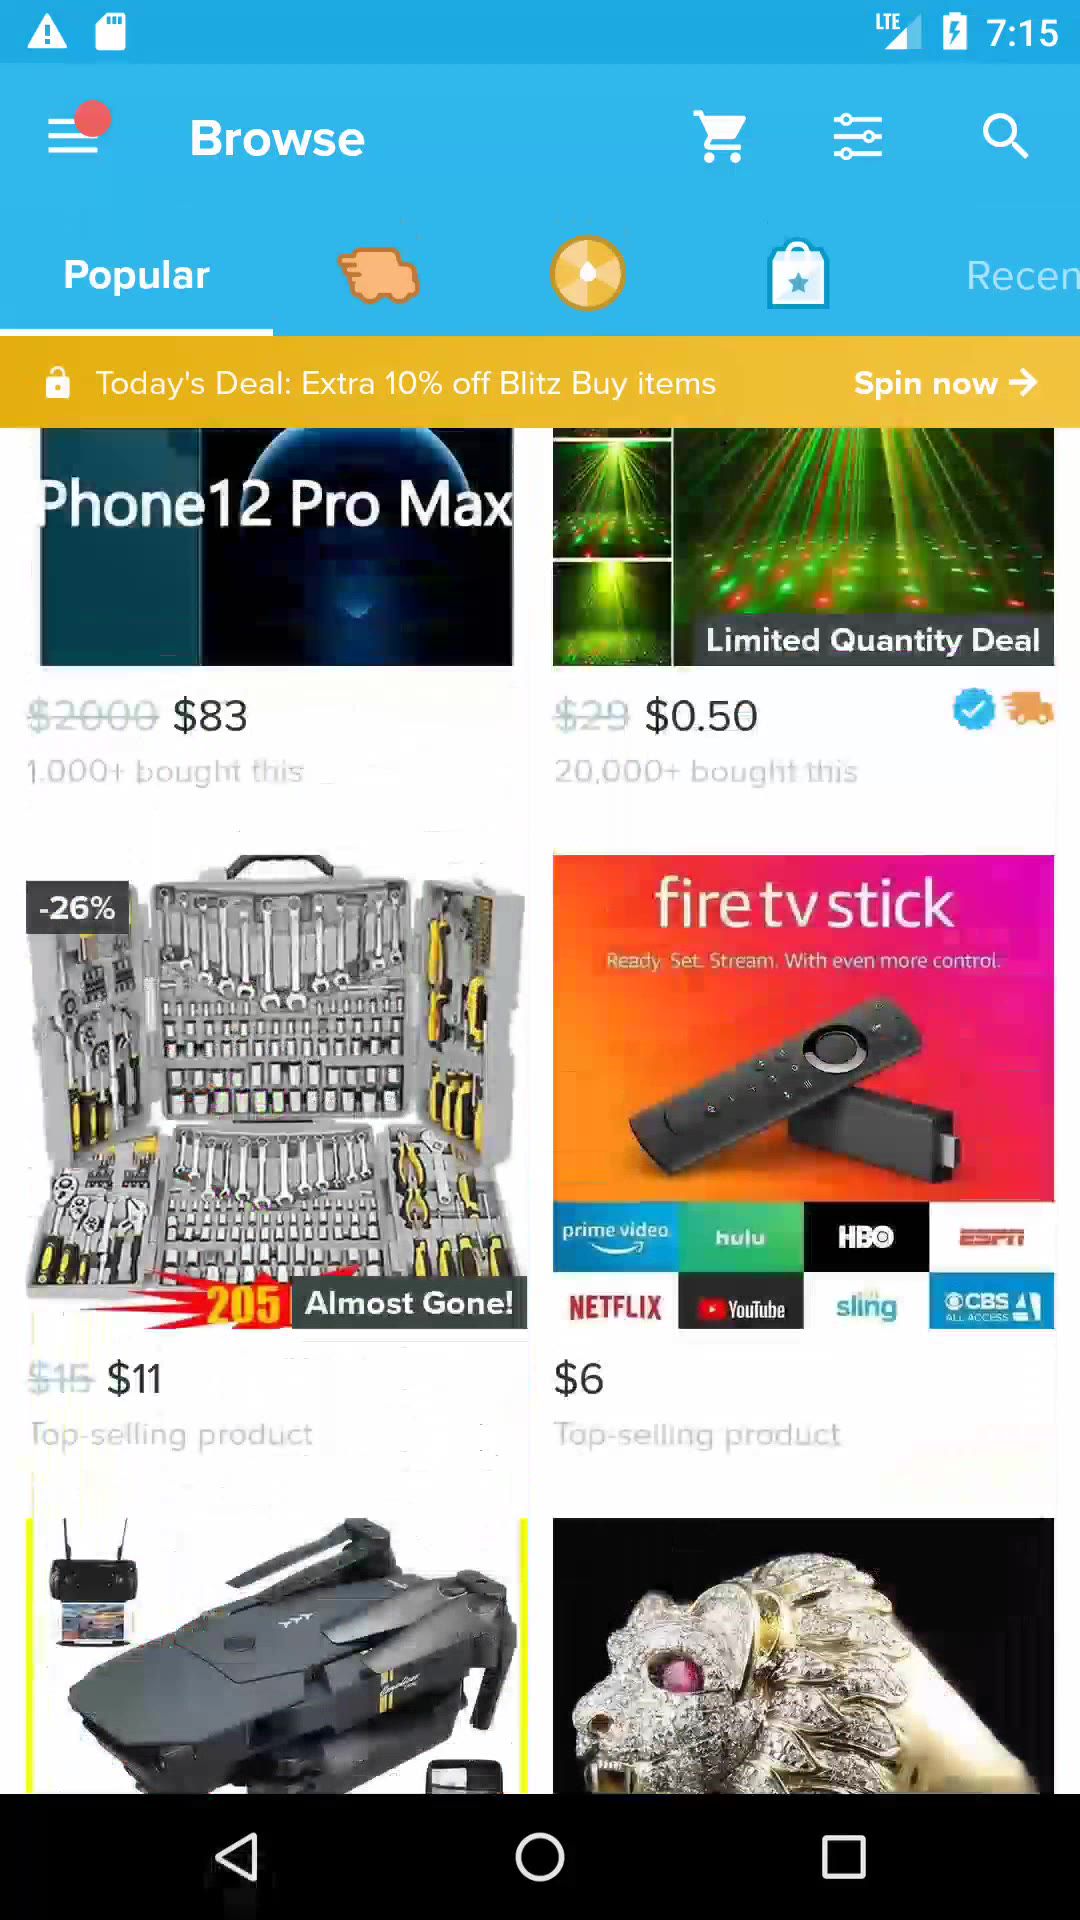 LTE 7:15
Browse
Popular
Recen
Today's Deal: Extra 10% off Blitz Buy items
Spin now →
Phone12 Pro Max
Limited Quantity Deal
$2000 $83
$29 $0.50
1,000+ bought this
20,000+ bought this
-26%
205
Almost Gone!
fire tv stick
Ready. Set. Stream. With even more control.
prime video
hulu
HBO
ESPN
NETFLIX
YouTube
sling
CBS
ALL ACCESS
$15 $11
$6
Top-selling product
Top-selling product